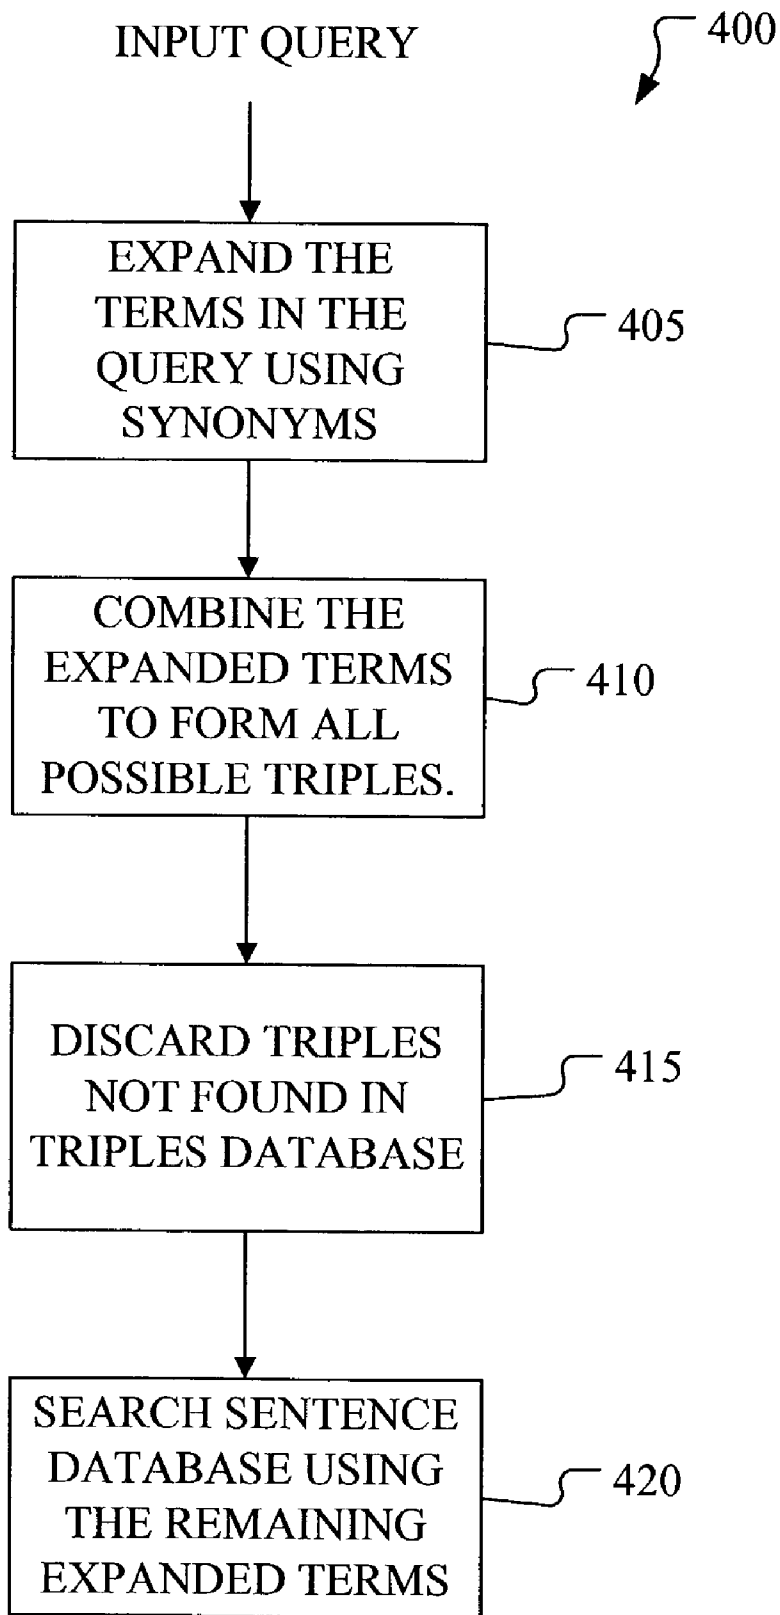 INPUT QUERY
400
EXPAND THE
TERMS IN THE
QUERY USING
SYNONYMS
405
COMBINE THE
EXPANDED TERMS
TO FORM ALL
POSSIBLE TRIPLES.
410
DISCARD TRIPLES
NOT FOUND IN
TRIPLES DATABASE
415
SEARCH SENTENCE
DATABASE USING
THE REMAINING
EXPANDED TERMS
420